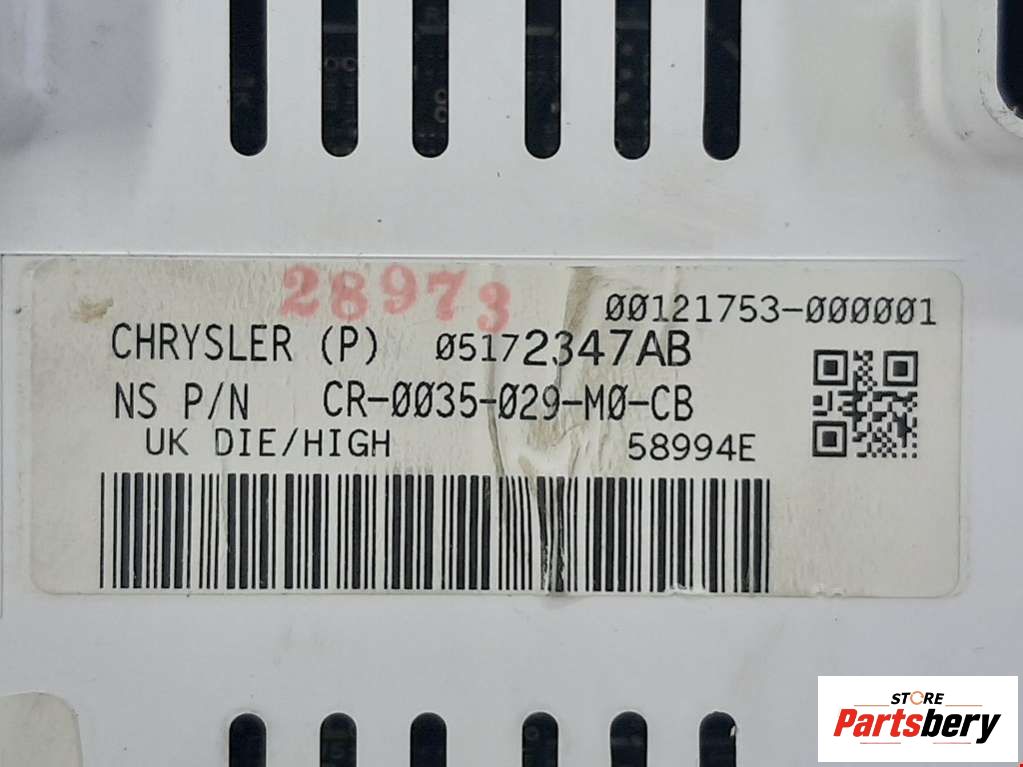 28973
00121753-000001
CHRYSLER (P) 05172347AB
NS P/N CR-0035-029-M0-CB
UK DIE/HIGH 58994E
STORE
Partsbery